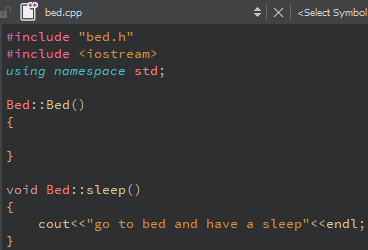 bed.cpp <Select Symbol
#include "bed.h"
#include <iostream>
using namespace std;
Bed::Bed()
{
}
void Bed::sleep()
{
cout<<"go to bed and have a sleep"<<endl;
}